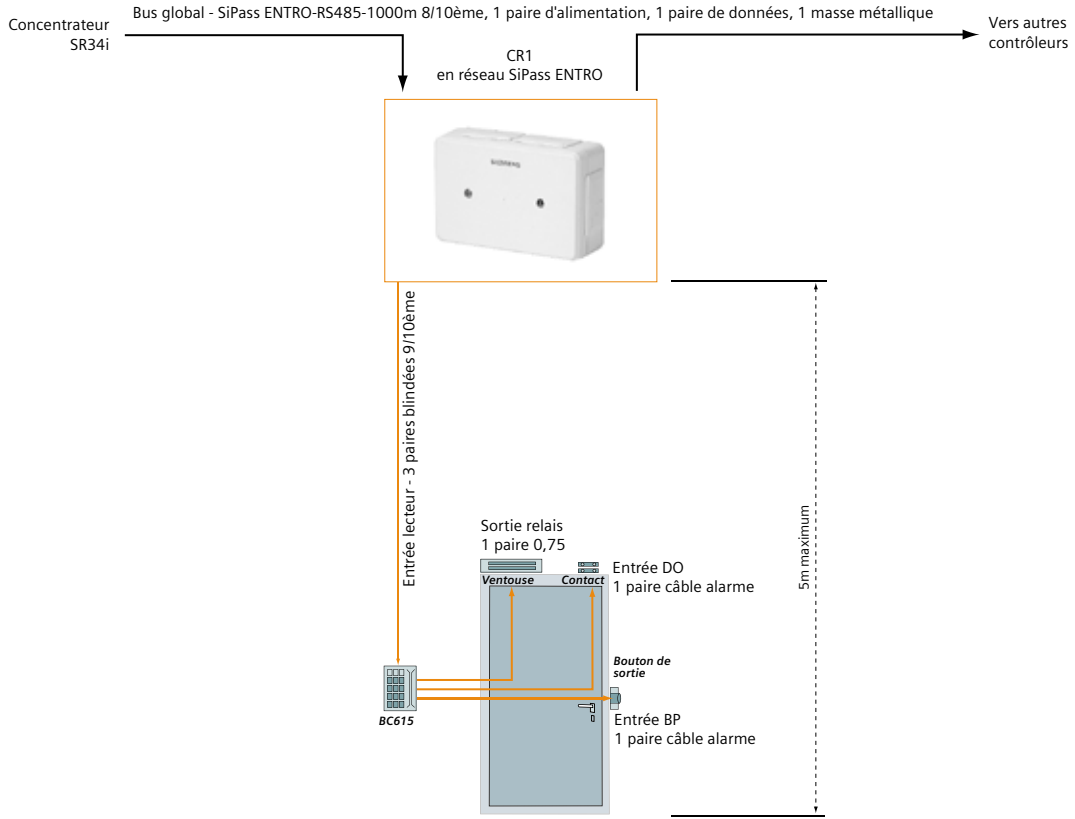 Bus global - SiPass ENTRO-RS485-1000m 8/10ème, 1 paire d'alimentation, 1 paire de données, 1 masse métallique
Concentrateur
SR34i
Vers autres
contrôleurs
CR1
en réseau SiPass ENTRO
SIEMENS
Entrée lecteur - 3 paires blindées 9/10ème
5m maximum
Sortie relais
1 paire 0,75
Ventouse
Contact
Entrée DO
1 paire câble alarme
Bouton de
sortie
Entrée BP
1 paire câble alarme
BC615